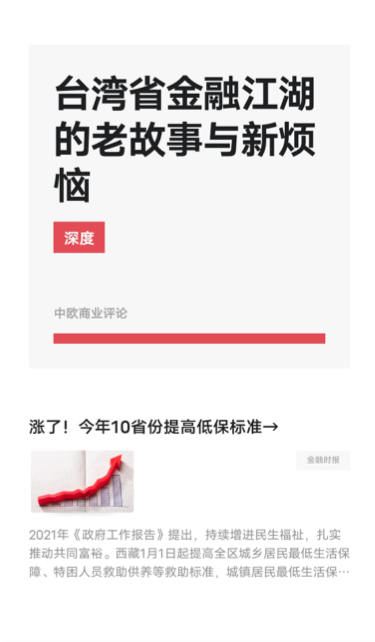 台湾省金融江湖
的老故事与新烦
恼
深度
中欧商业评论
涨了！今年10省份提高低保标准→
金融时报
2021年《政府工作报告》提出，持续增进民生福祉，扎实
推动共同富裕。西藏1月1日起提高全区城乡居民最低生活保
障、特困人员救助供养等救助标准，城镇居民最低生活保…